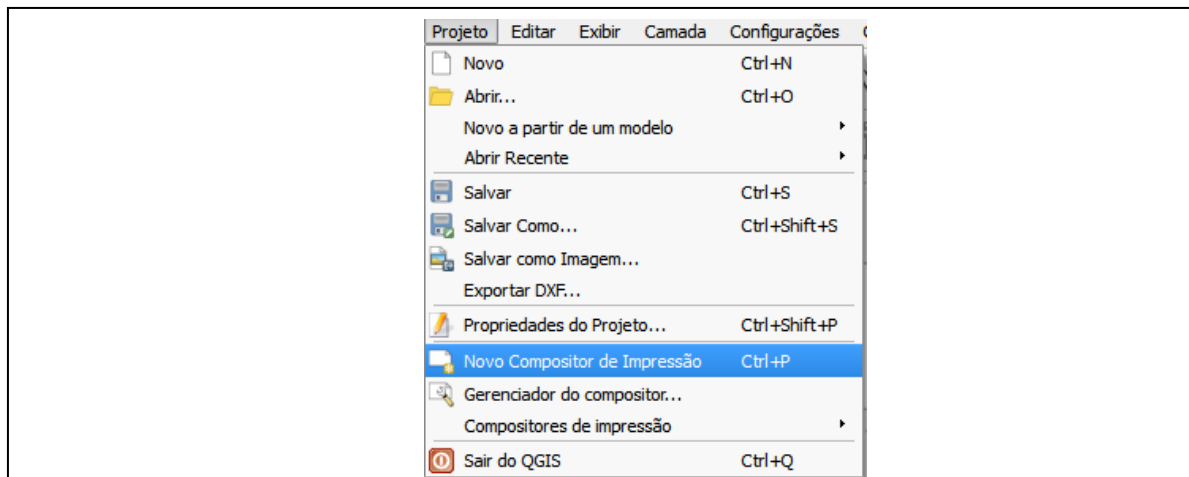 Projeto Editar Exibir Camada Configurações
Novo Ctrl+N
Abrir... Ctrl+O
Novo a partir de um modelo
Abrir Recente
Salvar Ctrl+S
Salvar Como... Ctrl+Shift+S
Salvar como Imagem...
Exportar DXF...
Propriedades do Projeto... Ctrl+Shift+P
Novo Compositor de Impressão Ctrl+P
Gerenciador do compositor...
Compositores de impressão
Sair do QGIS Ctrl+Q